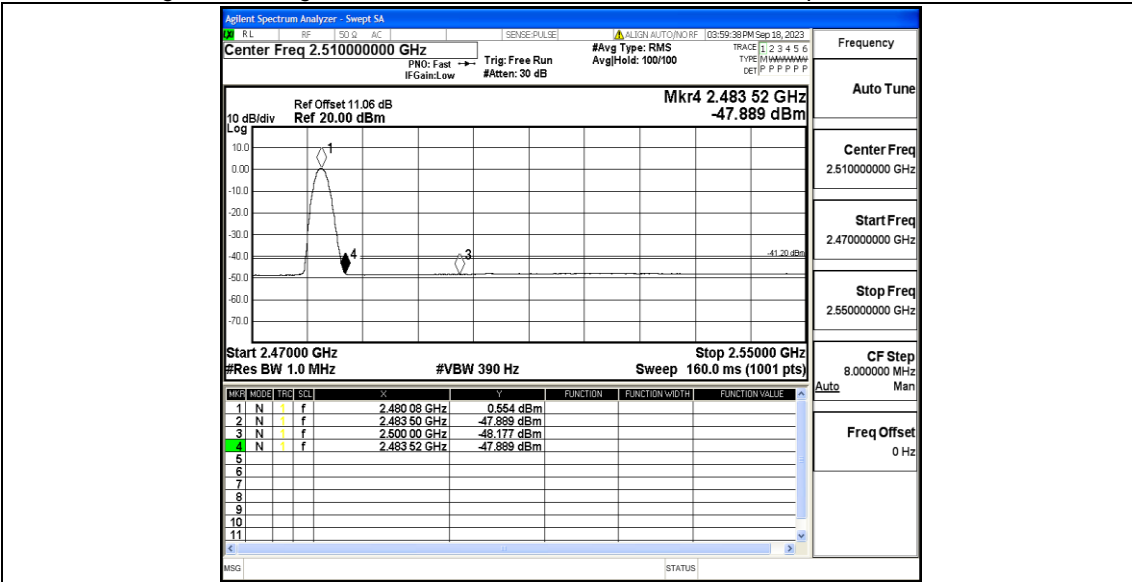 Agilent Spectrum Analyzer - Swept SA
RL RF 50 Ω AC SENSE:PULSE ALIGN AUTO/NO RF 03:59:38 PM Sep 18, 2023
Center Freq 2.510000000 GHz #Avg Type: RMS TRACE 1 2 3 4 5 6
PNO: Fast Trig: Free Run Avg|Hold: 100/100 TYPE M
IFGain:Low #Atten: 30 dB DET P P P P P P
Mkr4 2.483 52 GHz
Ref Offset 11.06 dB
10 dB/div Ref 20.00 dBm -47.889 dBm
Log
10.0
1
0.00
-10.0
-20.0
-30.0
-40.0
4
3
-41.20 dBm
-50.0
-60.0
-70.0
Start 2.47000 GHz Stop 2.55000 GHz
#Res BW 1.0 MHz #VBW 390 Hz Sweep 160.0 ms (1001 pts)
MKR MODE TRC SCL X Y FUNCTION FUNCTION WIDTH FUNCTION VALUE
1 N 1 f 2.480 08 GHz 0.554 dBm
2 N 1 f 2.483 50 GHz -47.889 dBm
3 N 1 f 2.500 00 GHz -48.177 dBm
4 N 1 f 2.483 52 GHz -47.889 dBm
5
6
7
8
9
10
11
MSG STATUS
Frequency
Auto Tune
Center Freq
2.510000000 GHz
Start Freq
2.470000000 GHz
Stop Freq
2.550000000 GHz
CF Step
8.000000 MHz
Auto Man
Freq Offset
0 Hz